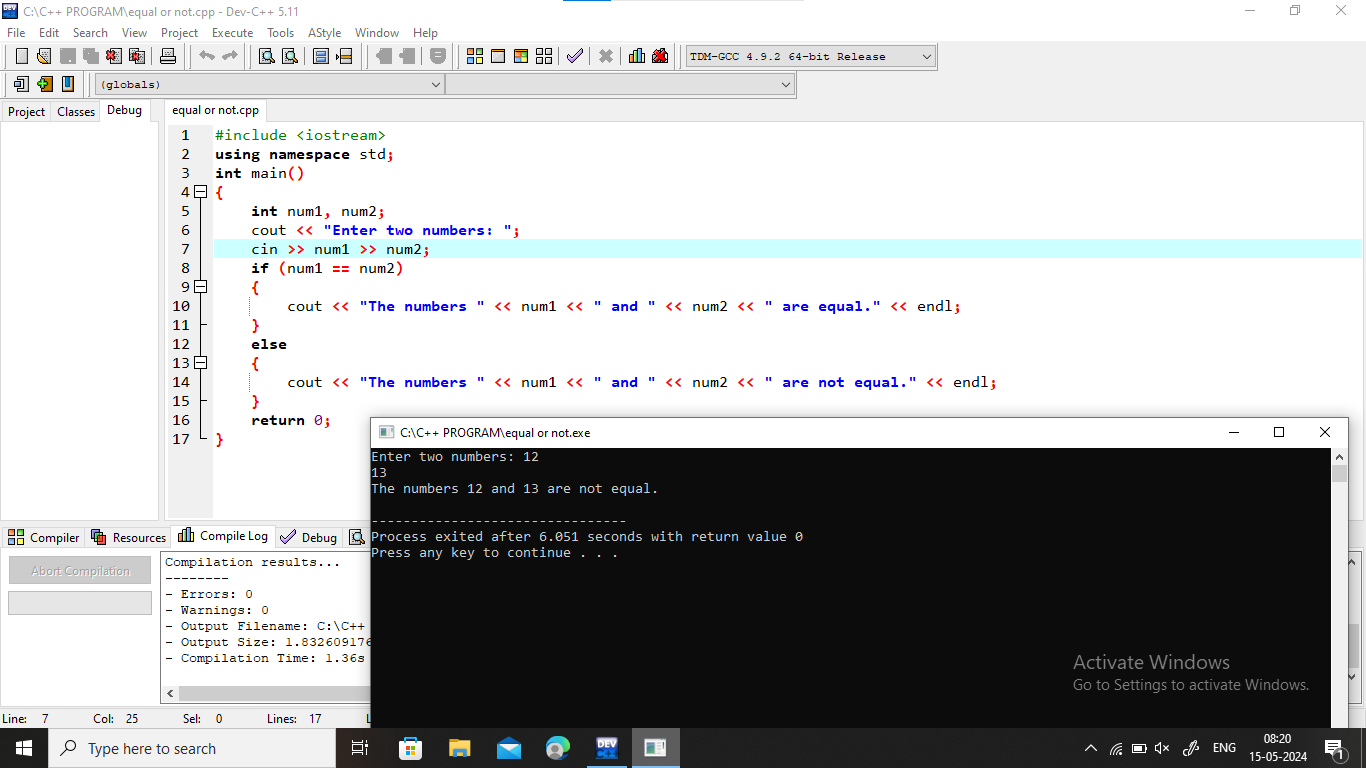 C:\C++ PROGRAM\equal or not.cpp - Dev-C++ 5.11
File Edit Search View Project Execute Tools AStyle Window Help
TDM-GCC 4.9.2 64-bit Release
(globals)
Project Classes Debug equal or not.cpp
1 #include <iostream>
2 using namespace std;
3 int main()
4 {
5 int num1, num2;
6 cout << "Enter two numbers: ";
7 cin >> num1 >> num2;
8 if (num1 == num2)
9 {
10 cout << "The numbers " << num1 << " and " << num2 << " are equal." << endl;
11 }
12 else
13 {
14 cout << "The numbers " << num1 << " and " << num2 << " are not equal." << endl;
15 }
16 return 0;
17 }
C:\C++ PROGRAM\equal or not.exe
Enter two numbers: 12
13
The numbers 12 and 13 are not equal.
--------------------------------
Process exited after 6.051 seconds with return value 0
Press any key to continue . . .
Compiler Resources Compile Log Debug
Abort Compilation
Compilation results...
--------
- Errors: 0
- Warnings: 0
- Output Filename: C:\C++
- Output Size: 1.832609176
- Compilation Time: 1.36s
Activate Windows
Go to Settings to activate Windows.
Line: 7 Col: 25 Sel: 0 Lines: 17
Type here to search
DEV
ENG
08:20
15-05-2024
1